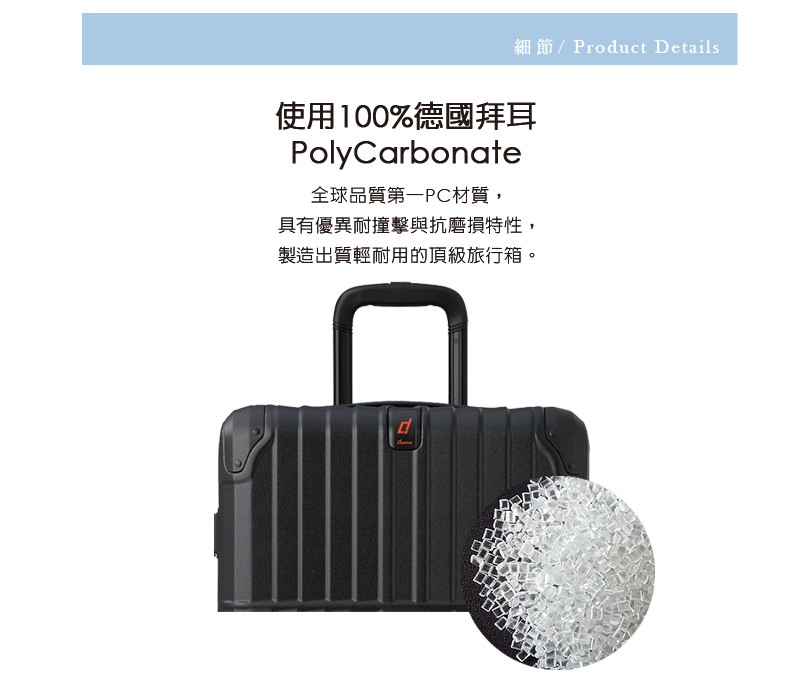 細節/ Product Details
使用100%德國拜耳
PolyCarbonate
全球品質第一PC材質，
具有優異耐撞擊與抗磨損特性，
製造出質輕耐用的頂級旅行箱。